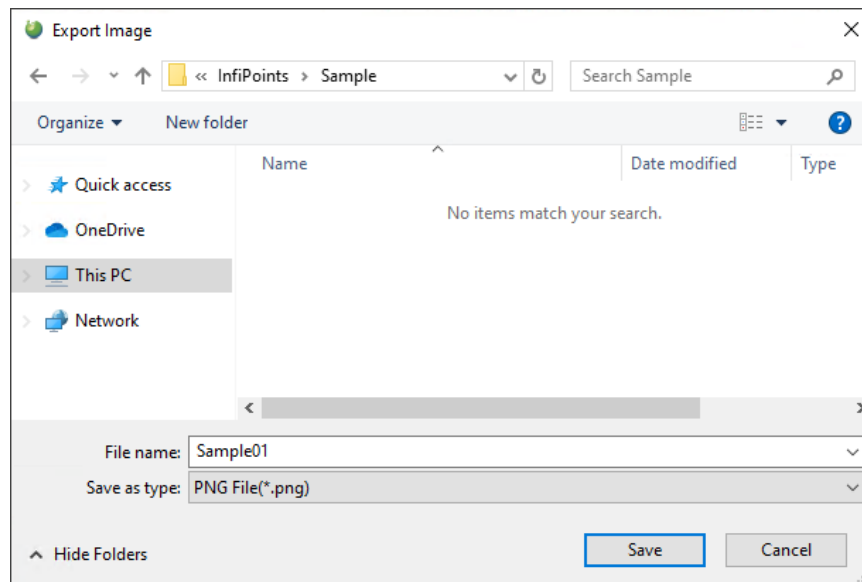 Export Image
« InfiPoints > Sample
Search Sample
Organize
New folder
?
Name
Date modified
Type
Quick access
No items match your search.
OneDrive
This PC
Network
File name: Sample01
Save as type: PNG File(*.png)
Hide Folders
Save
Cancel